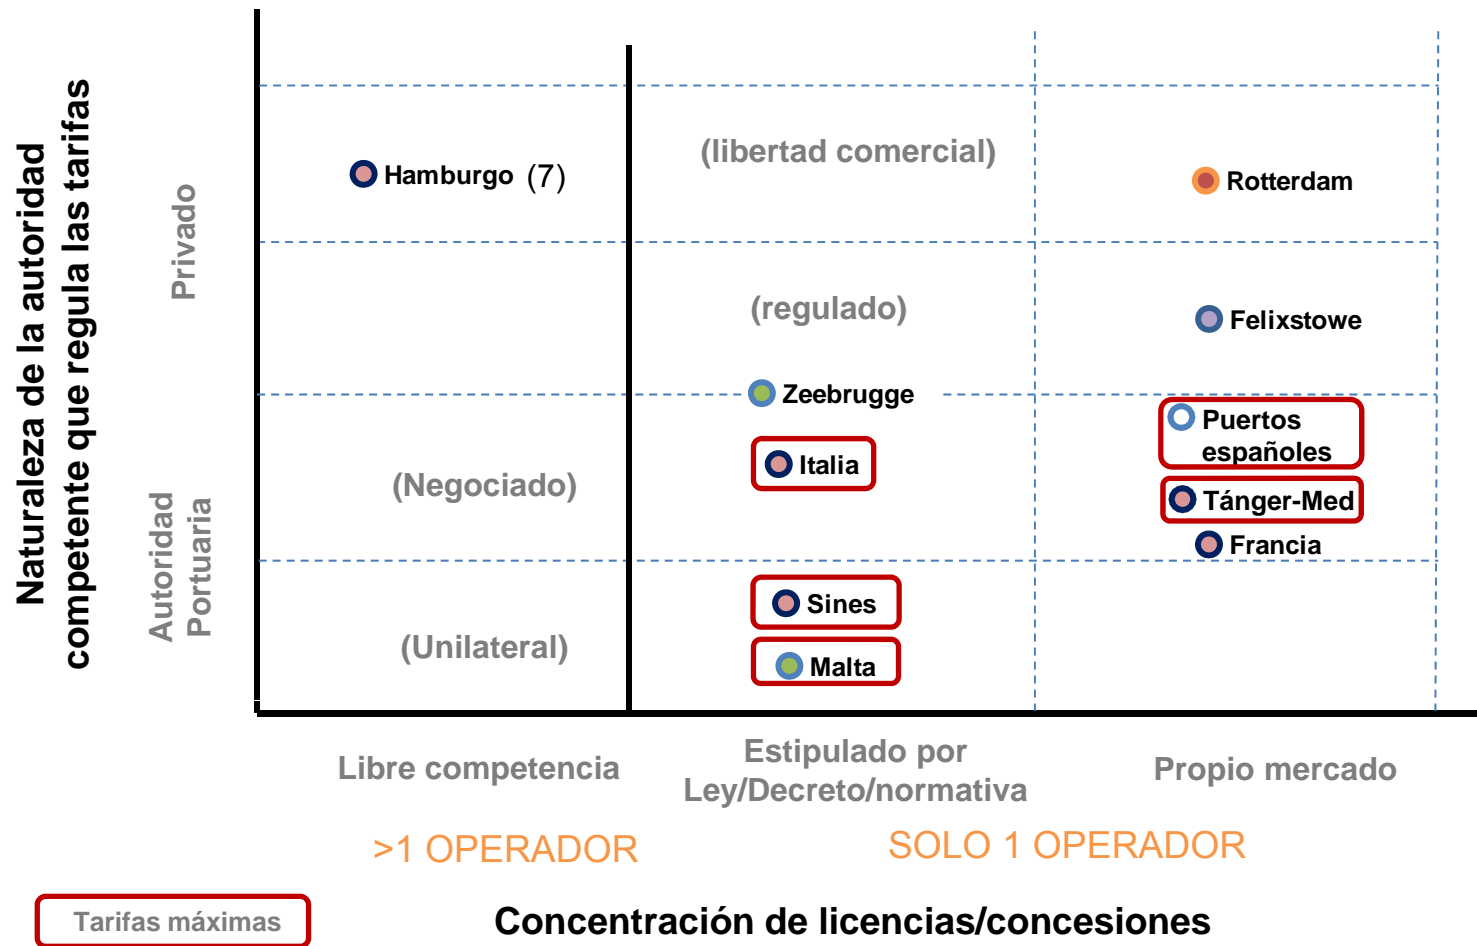 Naturaleza de la autoridad
competente que regula las tarifas
Privado
Autoridad
Portuaria
(libertad comercial)
Hamburgo (7)
Rotterdam
(regulado)
Felixstowe
Zeebrugge
Puertos
españoles
Italia
(Negociado)
Tánger-Med
Francia
Sines
(Unilateral)
Malta
Libre competencia
Estipulado por
Ley/Decreto/normativa
Propio mercado
>1 OPERADOR
SOLO 1 OPERADOR
Tarifas máximas
Concentración de licencias/concesiones